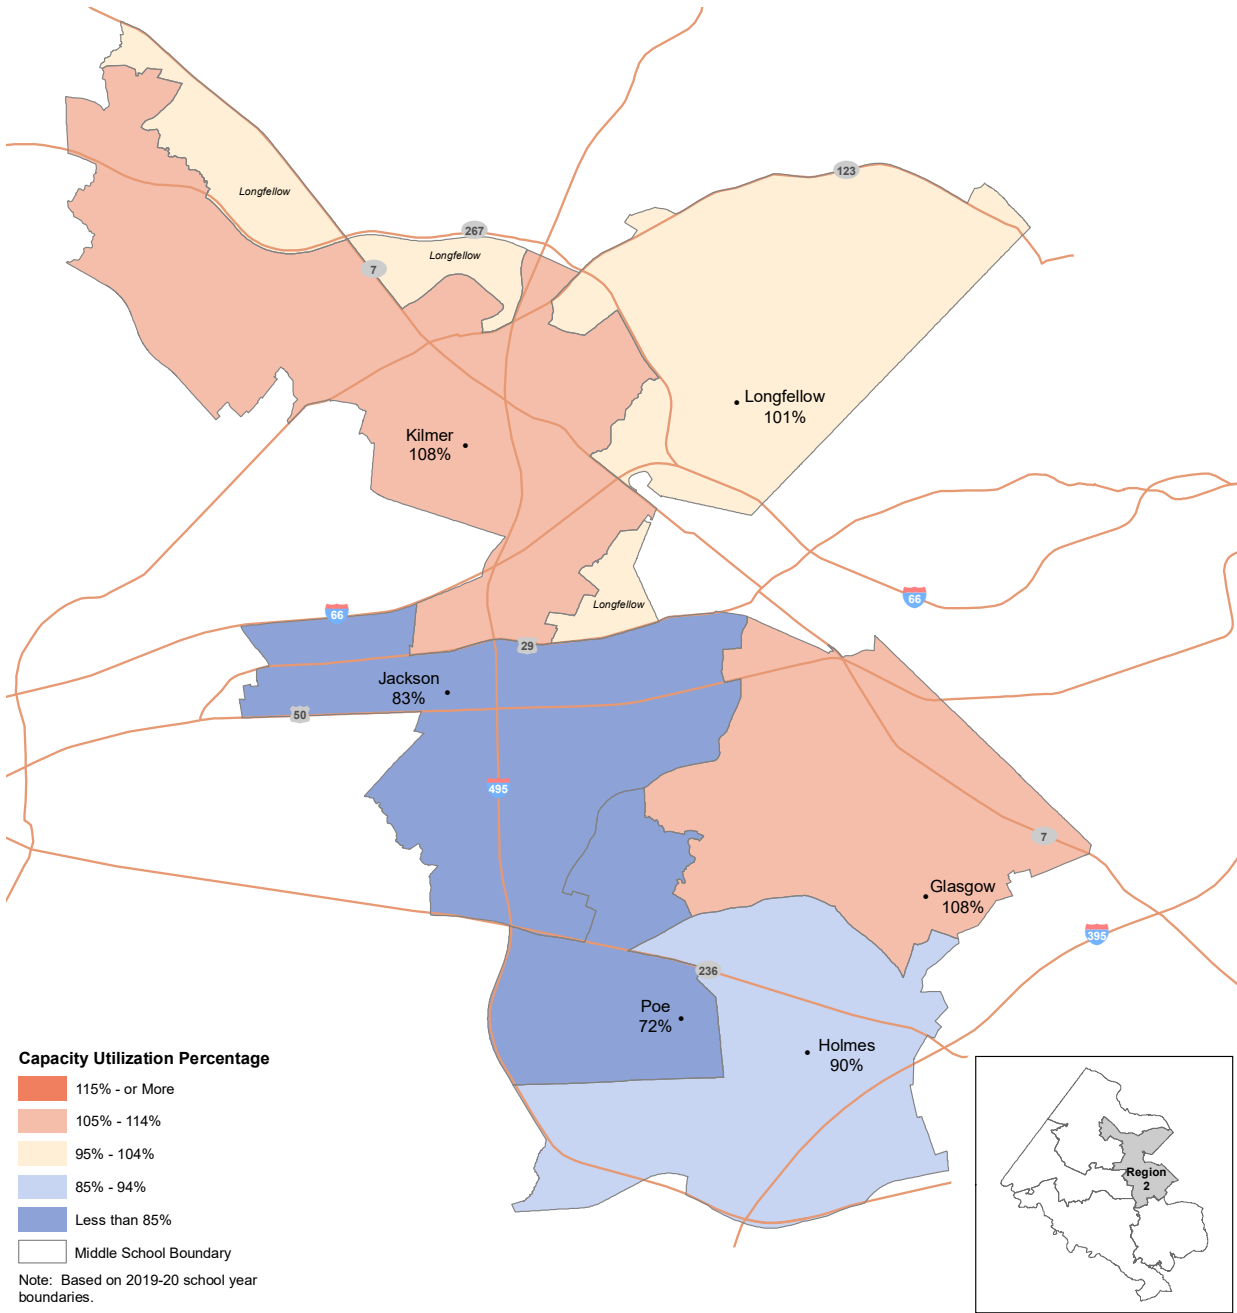 123
Longfellow
267
Longfellow
7
Longfellow
101%
Kilmer
108%
66
66
Longfellow
29
Jackson
83%
50
495
7
Glasgow
108%
395
236
Poe
72%
Holmes
90%
Capacity Utilization Percentage
115% - or More
105% - 114%
95% - 104%
85% - 94%
Less than 85%
Middle School Boundary
Note:  Based on 2019-20 school year
boundaries.
Region
2